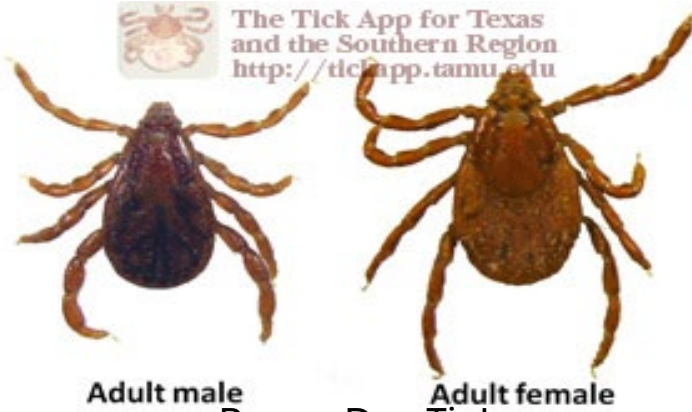 The Tick App for Texas
and the Southern Region
http://tickapp.tamu.edu
Adult male
Adult female